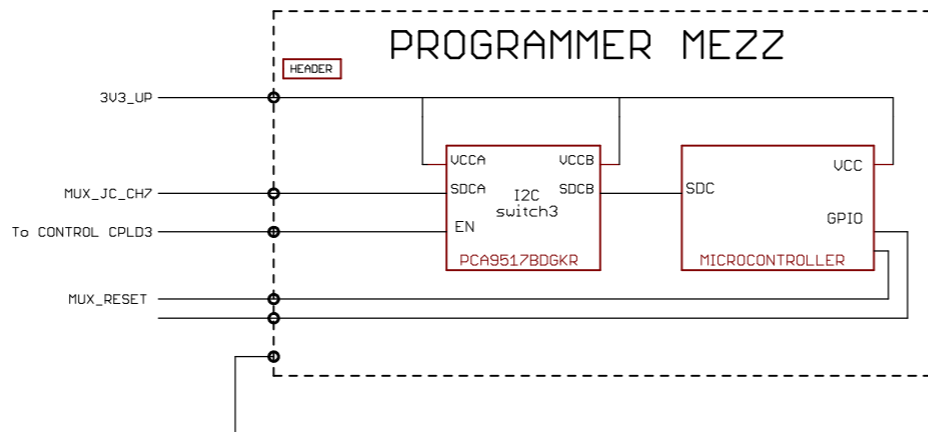 PROGRAMMER MEZZ
HEADER
3V3_UP
VCCA
VCCB
VCC
MUX_JC_CH7
SDCA
I2C
switch3
SDCB
SDC
To CONTROL CPLD3
EN
GPIO
PCA9517BDGKR
MICROCONTROLLER
MUX_RESET